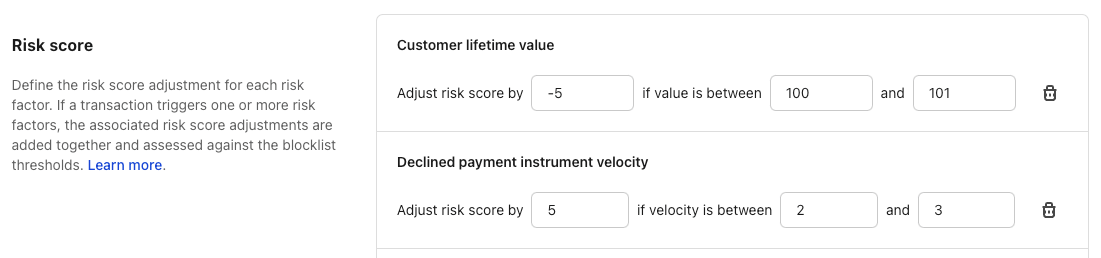 Risk score
Define the risk score adjustment for each risk
factor. If a transaction triggers one or more risk
factors, the associated risk score adjustments are
added together and assessed against the blocklist
thresholds. Learn more.
Customer lifetime value
Adjust risk score by -5 if value is between 100 and 101
Declined payment instrument velocity
Adjust risk score by 5 if velocity is between 2 and 3